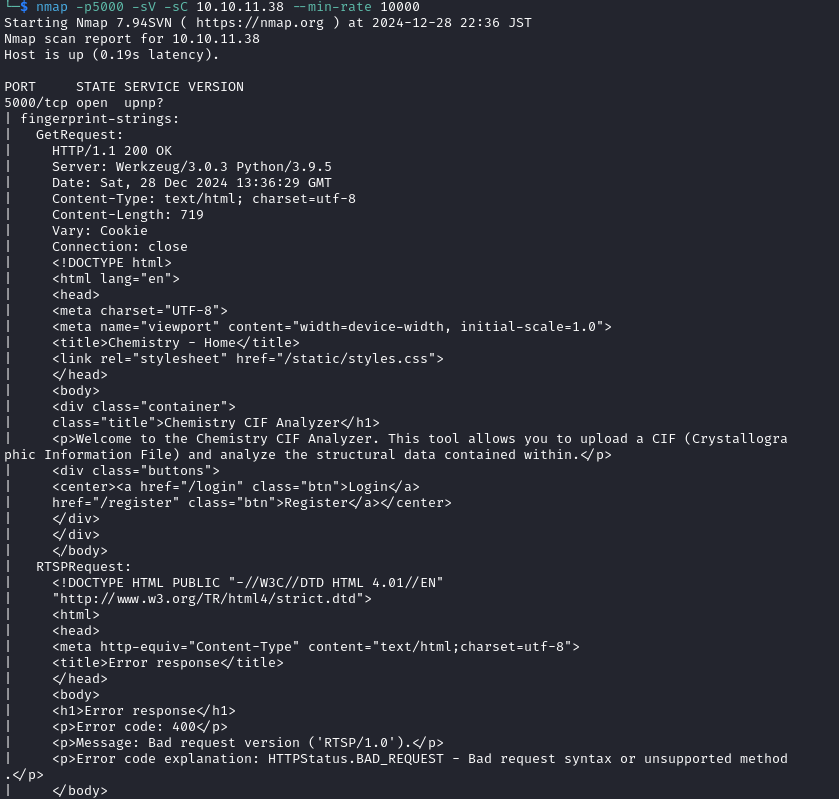 └─$ nmap -p5000 -sV -sC 10.10.11.38 --min-rate 10000
Starting Nmap 7.94SVN ( https://nmap.org ) at 2024-12-28 22:36 JST
Nmap scan report for 10.10.11.38
Host is up (0.19s latency).

PORT     STATE SERVICE VERSION
5000/tcp open  upnp?
| fingerprint-strings:
|   GetRequest:
|     HTTP/1.1 200 OK
|     Server: Werkzeug/3.0.3 Python/3.9.5
|     Date: Sat, 28 Dec 2024 13:36:29 GMT
|     Content-Type: text/html; charset=utf-8
|     Content-Length: 719
|     Vary: Cookie
|     Connection: close
|     <!DOCTYPE html>
|     <html lang="en">
|     <head>
|     <meta charset="UTF-8">
|     <meta name="viewport" content="width=device-width, initial-scale=1.0">
|     <title>Chemistry - Home</title>
|     <link rel="stylesheet" href="/static/styles.css">
|     </head>
|     <body>
|     <div class="container">
|     class="title">Chemistry CIF Analyzer</h1>
|     <p>Welcome to the Chemistry CIF Analyzer. This tool allows you to upload a CIF (Crystallogra
phic Information File) and analyze the structural data contained within.</p>
|     <div class="buttons">
|     <center><a href="/login" class="btn">Login</a>
|     href="/register" class="btn">Register</a></center>
|     </div>
|     </div>
|     </body>
|   RTSPRequest:
|     <!DOCTYPE HTML PUBLIC "-//W3C//DTD HTML 4.01//EN"
|     "http://www.w3.org/TR/html4/strict.dtd">
|     <html>
|     <head>
|     <meta http-equiv="Content-Type" content="text/html;charset=utf-8">
|     <title>Error response</title>
|     </head>
|     <body>
|     <h1>Error response</h1>
|     <p>Error code: 400</p>
|     <p>Message: Bad request version ('RTSP/1.0').</p>
|     <p>Error code explanation: HTTPStatus.BAD_REQUEST - Bad request syntax or unsupported method
.</p>
|     </body>